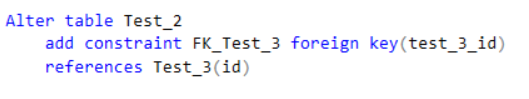 Alter table Test_2
add constraint FK_Test_3 foreign key(test_3_id)
references Test_3(id)